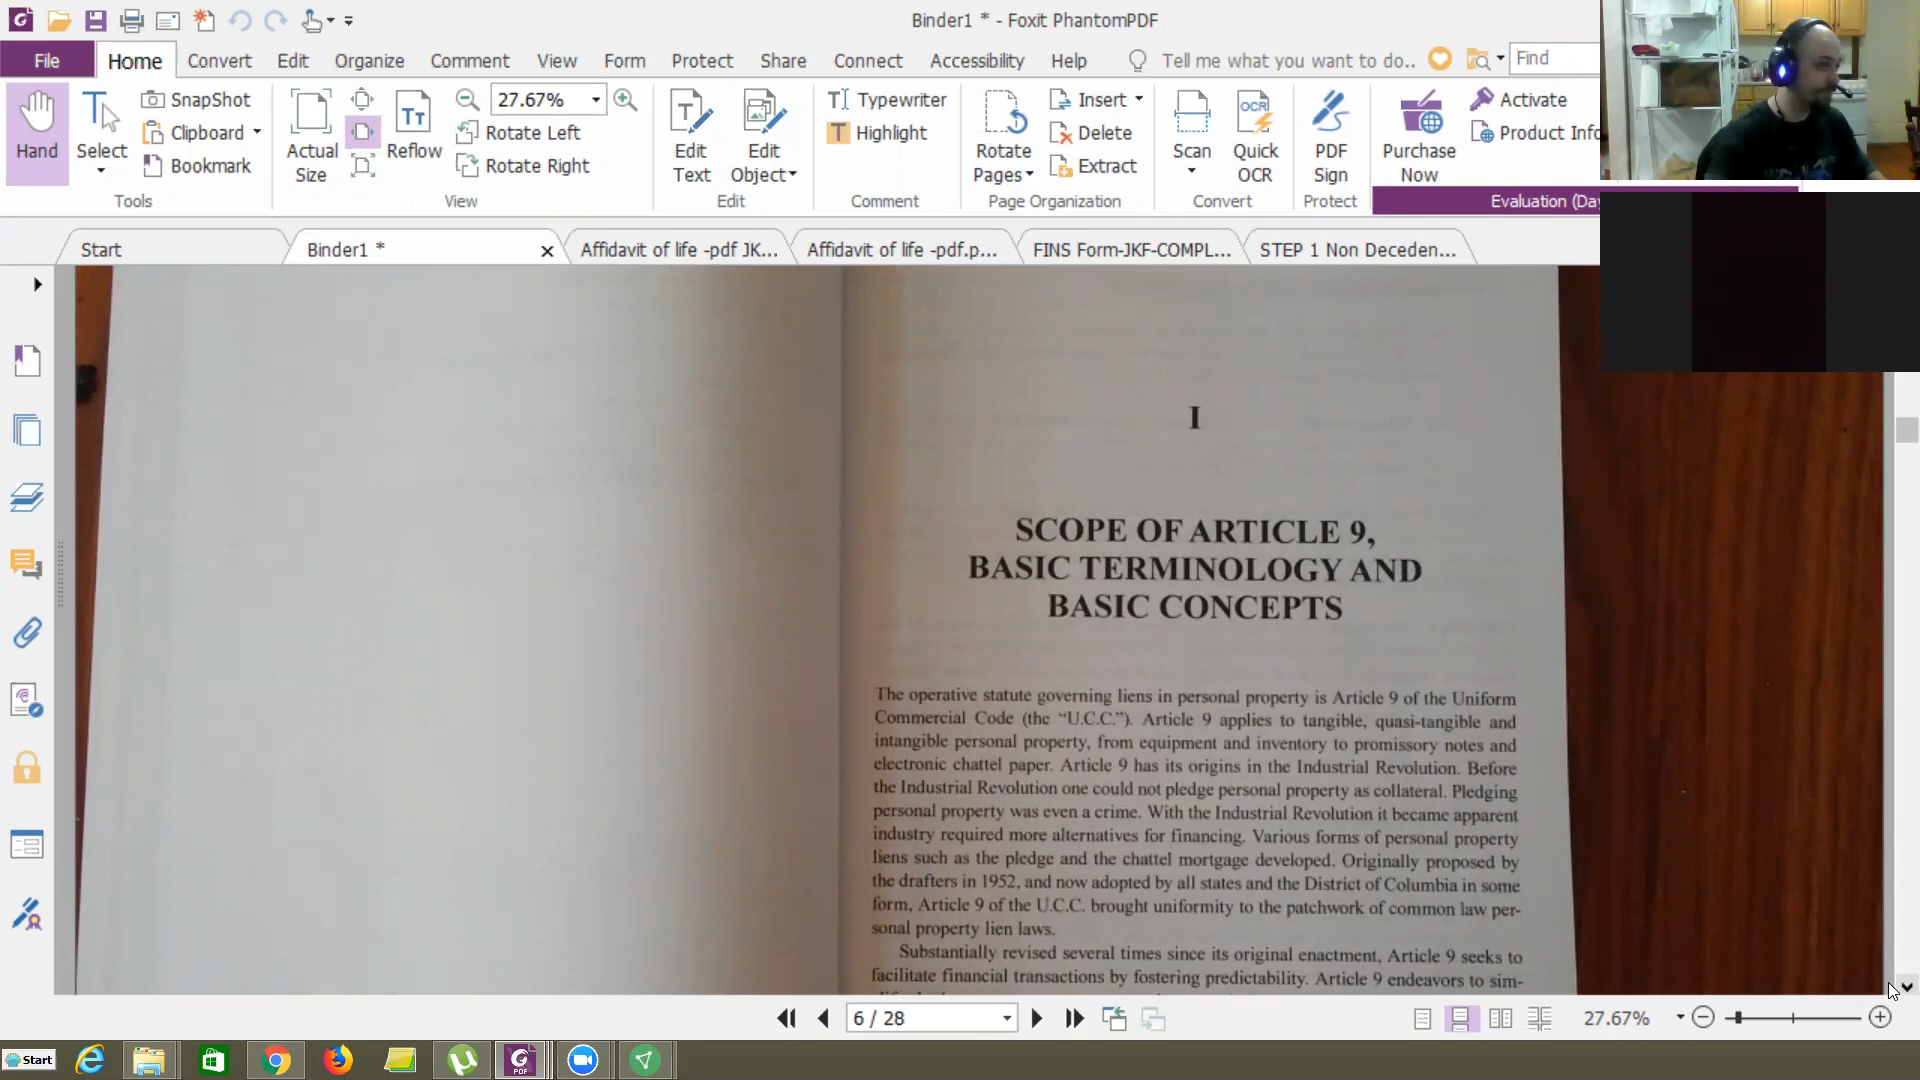 Binder1 * - Foxit PhantomPDF
File Home Convert Edit Organize Comment View Form Protect Share Connect Accessibility Help Tell me what you want to do.. Find
Hand
Select
SnapShot
Clipboard
Bookmark
Tools
Actual
Size
Reflow
27.67%
Rotate Left
Rotate Right
View
Edit
Text
Edit
Object
Edit
Typewriter
Highlight
Comment
Rotate
Pages
Insert
Delete
Extract
Page Organization
Scan
Quick
OCR
Convert
PDF
Sign
Protect
Purchase
Now
Activate
Product Info
Evaluation (Day
Start
Binder1 *
Affidavit of life -pdf JK...
Affidavit of life -pdf.p...
FINS Form-JKF-COMPL...
STEP 1 Non Deceden...
I
SCOPE OF ARTICLE 9,
BASIC TERMINOLOGY AND
BASIC CONCEPTS
The operative statute governing liens in personal property is Article 9 of the Uniform
Commercial Code (the “U.C.C.”). Article 9 applies to tangible, quasi-tangible and
intangible personal property, from equipment and inventory to promissory notes and
electronic chattel paper. Article 9 has its origins in the Industrial Revolution. Before
the Industrial Revolution one could not pledge personal property as collateral. Pledging
personal property was even a crime. With the Industrial Revolution it became apparent
industry required more alternatives for financing. Various forms of personal property
liens such as the pledge and the chattel mortgage developed. Originally proposed by
the drafters in 1952, and now adopted by all states and the District of Columbia in some
form, Article 9 of the U.C.C. brought uniformity to the patchwork of common law per-
sonal property lien laws.
Substantially revised several times since its original enactment, Article 9 seeks to
facilitate financial transactions by fostering predictability. Article 9 endeavors to sim-
6 / 28
27.67%
Start